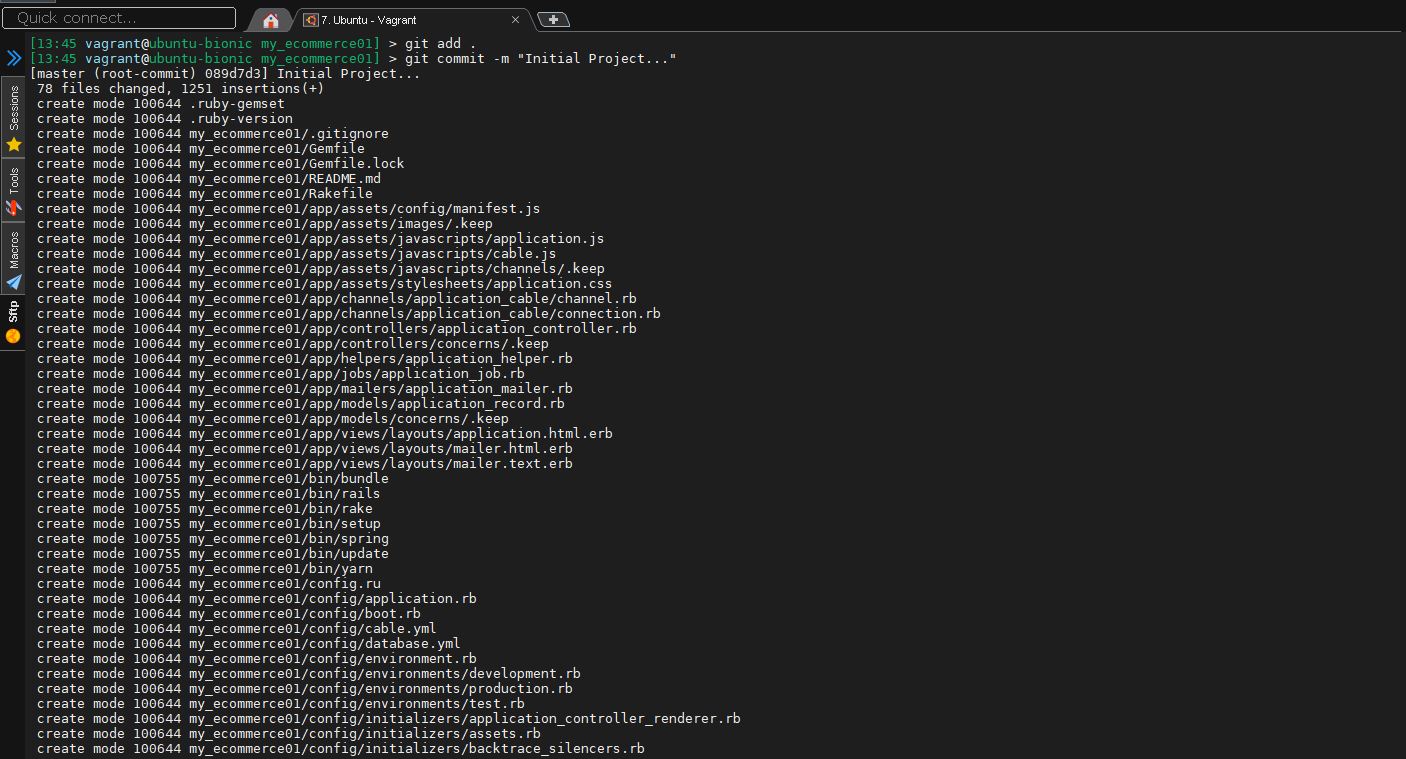 Quick connect...
7. Ubuntu - Vagrant
[13:45 vagrant@ubuntu-bionic my_ecommerce01] > git add .
[13:45 vagrant@ubuntu-bionic my_ecommerce01] > git commit -m "Initial Project..."
[master (root-commit) 089d7d3] Initial Project...
78 files changed, 1251 insertions(+)
create mode 100644 .ruby-gemset
create mode 100644 .ruby-version
create mode 100644 my_ecommerce01/.gitignore
create mode 100644 my_ecommerce01/Gemfile
create mode 100644 my_ecommerce01/Gemfile.lock
create mode 100644 my_ecommerce01/README.md
create mode 100644 my_ecommerce01/Rakefile
create mode 100644 my_ecommerce01/app/assets/config/manifest.js
create mode 100644 my_ecommerce01/app/assets/images/.keep
create mode 100644 my_ecommerce01/app/assets/javascripts/application.js
create mode 100644 my_ecommerce01/app/assets/javascripts/cable.js
create mode 100644 my_ecommerce01/app/assets/javascripts/channels/.keep
create mode 100644 my_ecommerce01/app/assets/stylesheets/application.css
create mode 100644 my_ecommerce01/app/channels/application_cable/channel.rb
create mode 100644 my_ecommerce01/app/channels/application_cable/connection.rb
create mode 100644 my_ecommerce01/app/controllers/application_controller.rb
create mode 100644 my_ecommerce01/app/controllers/concerns/.keep
create mode 100644 my_ecommerce01/app/helpers/application_helper.rb
create mode 100644 my_ecommerce01/app/jobs/application_job.rb
create mode 100644 my_ecommerce01/app/mailers/application_mailer.rb
create mode 100644 my_ecommerce01/app/models/application_record.rb
create mode 100644 my_ecommerce01/app/models/concerns/.keep
create mode 100644 my_ecommerce01/app/views/layouts/application.html.erb
create mode 100644 my_ecommerce01/app/views/layouts/mailer.html.erb
create mode 100644 my_ecommerce01/app/views/layouts/mailer.text.erb
create mode 100755 my_ecommerce01/bin/bundle
create mode 100755 my_ecommerce01/bin/rails
create mode 100755 my_ecommerce01/bin/rake
create mode 100755 my_ecommerce01/bin/setup
create mode 100755 my_ecommerce01/bin/spring
create mode 100755 my_ecommerce01/bin/update
create mode 100755 my_ecommerce01/bin/yarn
create mode 100644 my_ecommerce01/config.ru
create mode 100644 my_ecommerce01/config/application.rb
create mode 100644 my_ecommerce01/config/boot.rb
create mode 100644 my_ecommerce01/config/cable.yml
create mode 100644 my_ecommerce01/config/database.yml
create mode 100644 my_ecommerce01/config/environment.rb
create mode 100644 my_ecommerce01/config/environments/development.rb
create mode 100644 my_ecommerce01/config/environments/production.rb
create mode 100644 my_ecommerce01/config/environments/test.rb
create mode 100644 my_ecommerce01/config/initializers/application_controller_renderer.rb
create mode 100644 my_ecommerce01/config/initializers/assets.rb
create mode 100644 my_ecommerce01/config/initializers/backtrace_silencers.rb
Sessions
Tools
Macros
Sftp